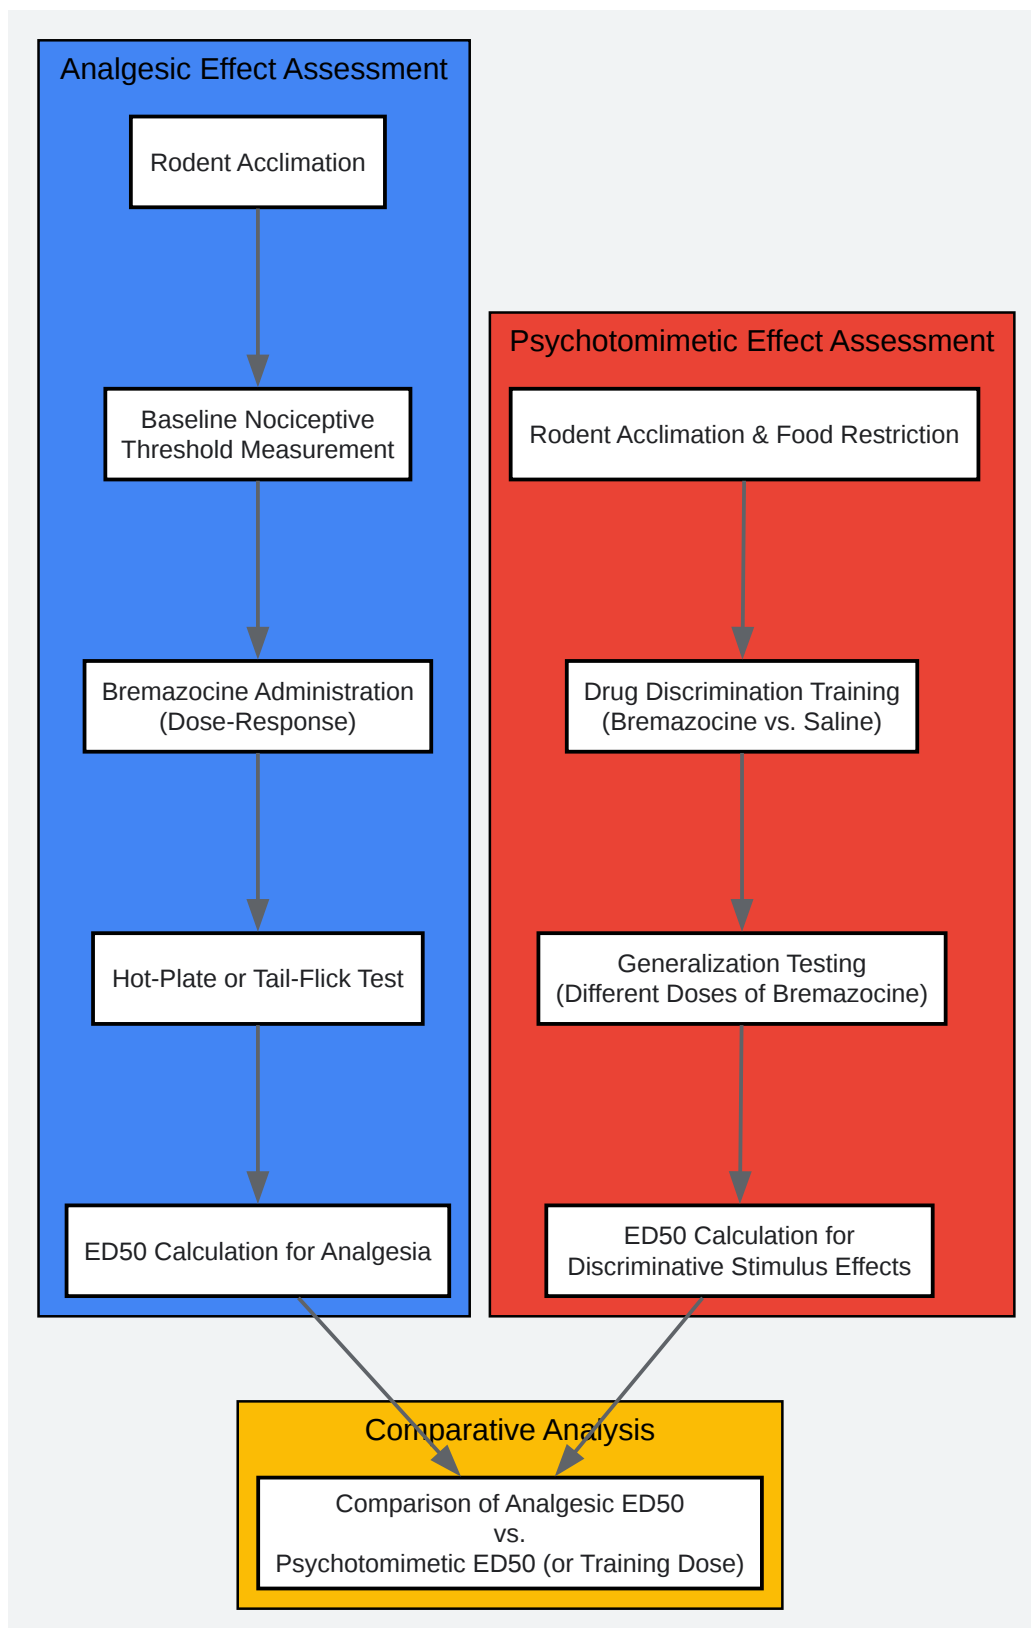 Analgesic Effect Assessment
Rodent Acclimation
Baseline Nociceptive
Threshold Measurement
Bremazocine Administration
(Dose-Response)
Hot-Plate or Tail-Flick Test
ED50 Calculation for Analgesia
Psychotomimetic Effect Assessment
Rodent Acclimation & Food Restriction
Drug Discrimination Training
(Bremazocine vs. Saline)
Generalization Testing
(Different Doses of Bremazocine)
ED50 Calculation for
Discriminative Stimulus Effects
Comparative Analysis
Comparison of Analgesic ED50
vs.
Psychotomimetic ED50 (or Training Dose)